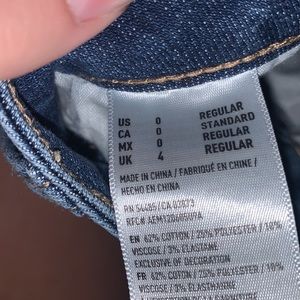 US 0 REGULAR
CA 0 STANDARD
MX 0 REGULAR
UK 4 REGULAR
MADE IN CHINA / FABRIQUÉ EN CHINE /
HECHO EN CHINA
RN 54485/CA 02873
RFC#
EN 62% COTTON / 25% POLYESTER / 10%
VISCOSE / 3% ELASTANE
EXCLUSIVE OF DECORATION
FR 62% COTON / 25% POLYESTER / 10%
VISCOSE / 3% ÉLASTHANNE